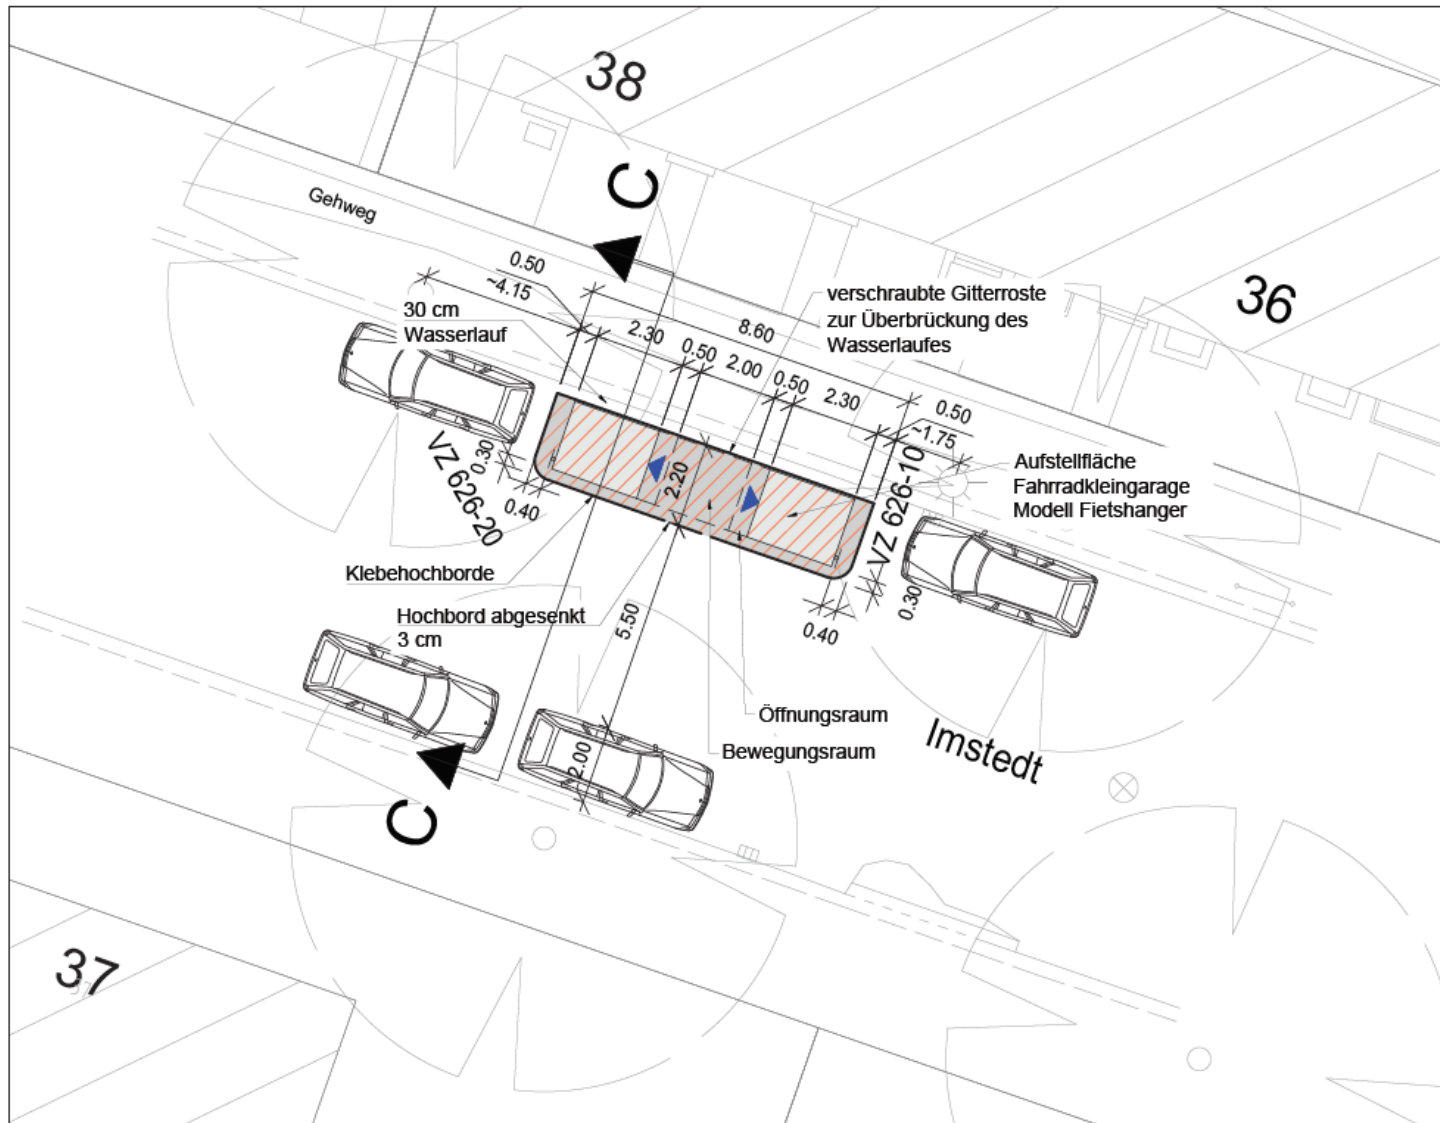 38
C
Gehweg
0.50
~4.15
30 cm
Wasserlauf
2.30
8.60
0.50
2.00
0.50
2.30
0.50
~1.75
verschraubte Gitterroste
zur Überbrückung des
Wasserlaufes
36
VZ 626-20
0.30
0.40
2.20
VZ 626-10
Aufstellfläche
Fahrradkleingarage
Modell Fietshanger
Klebehochborde
Hochbord abgesenkt
3 cm
5.50
0.40
0.30
Öffnungsraum
Bewegungsraum
Imstedt
2.00
C
37
37